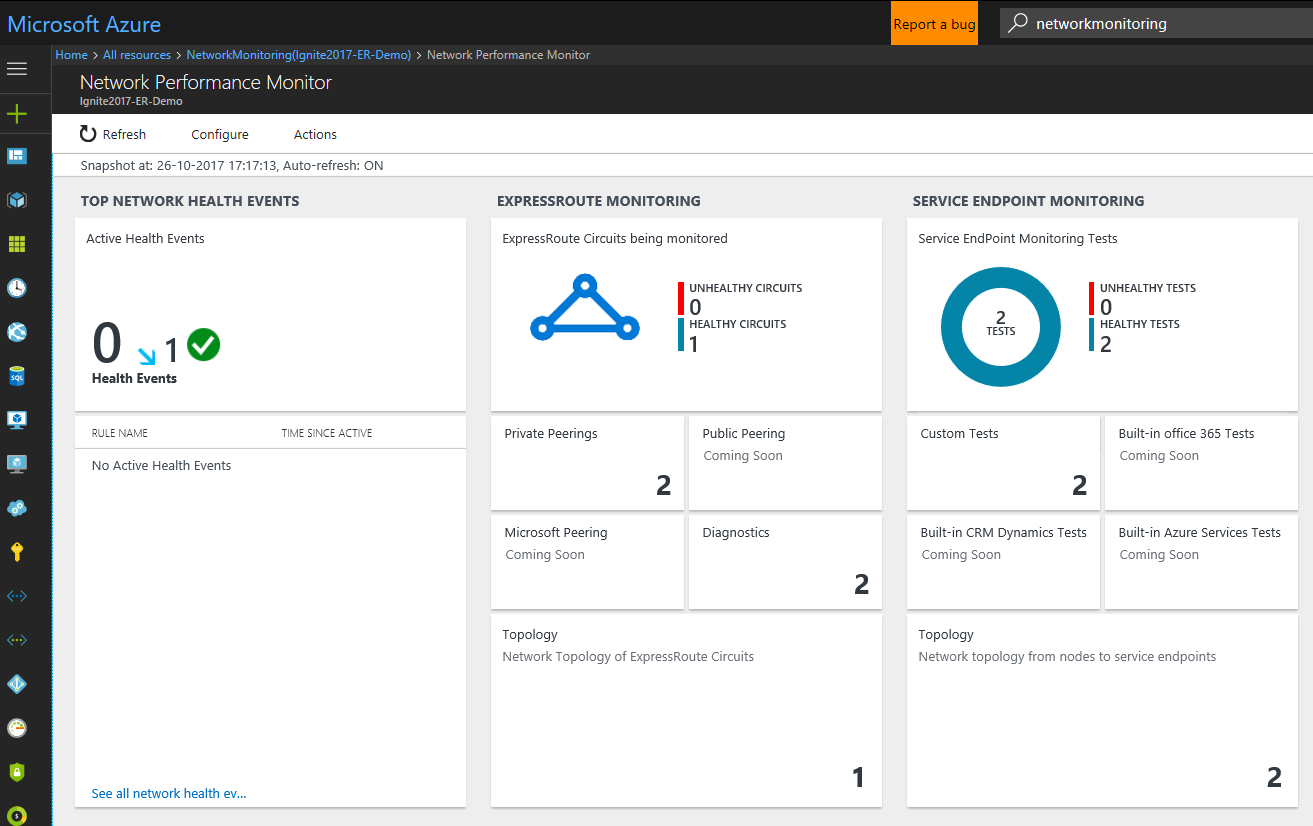 Microsoft Azure
Report a bug
networkmonitoring
Home > All resources > NetworkMonitoring(Ignite2017-ER-Demo) > Network Performance Monitor
Network Performance Monitor
Ignite2017-ER-Demo
Refresh Configure Actions
Snapshot at: 26-10-2017 17:17:13, Auto-refresh: ON
TOP NETWORK HEALTH EVENTS
Active Health Events
0 1
Health Events
RULE NAME TIME SINCE ACTIVE
No Active Health Events
See all network health ev...
EXPRESSROUTE MONITORING
ExpressRoute Circuits being monitored
UNHEALTHY CIRCUITS
0
HEALTHY CIRCUITS
1
Private Peerings
2
Public Peering
Coming Soon
Microsoft Peering
Coming Soon
Diagnostics
2
Topology
Network Topology of ExpressRoute Circuits
1
SERVICE ENDPOINT MONITORING
Service EndPoint Monitoring Tests
2
TESTS
UNHEALTHY TESTS
0
HEALTHY TESTS
2
Custom Tests
2
Built-in office 365 Tests
Coming Soon
Built-in CRM Dynamics Tests
Coming Soon
Built-in Azure Services Tests
Coming Soon
Topology
Network topology from nodes to service endpoints
2
SQL